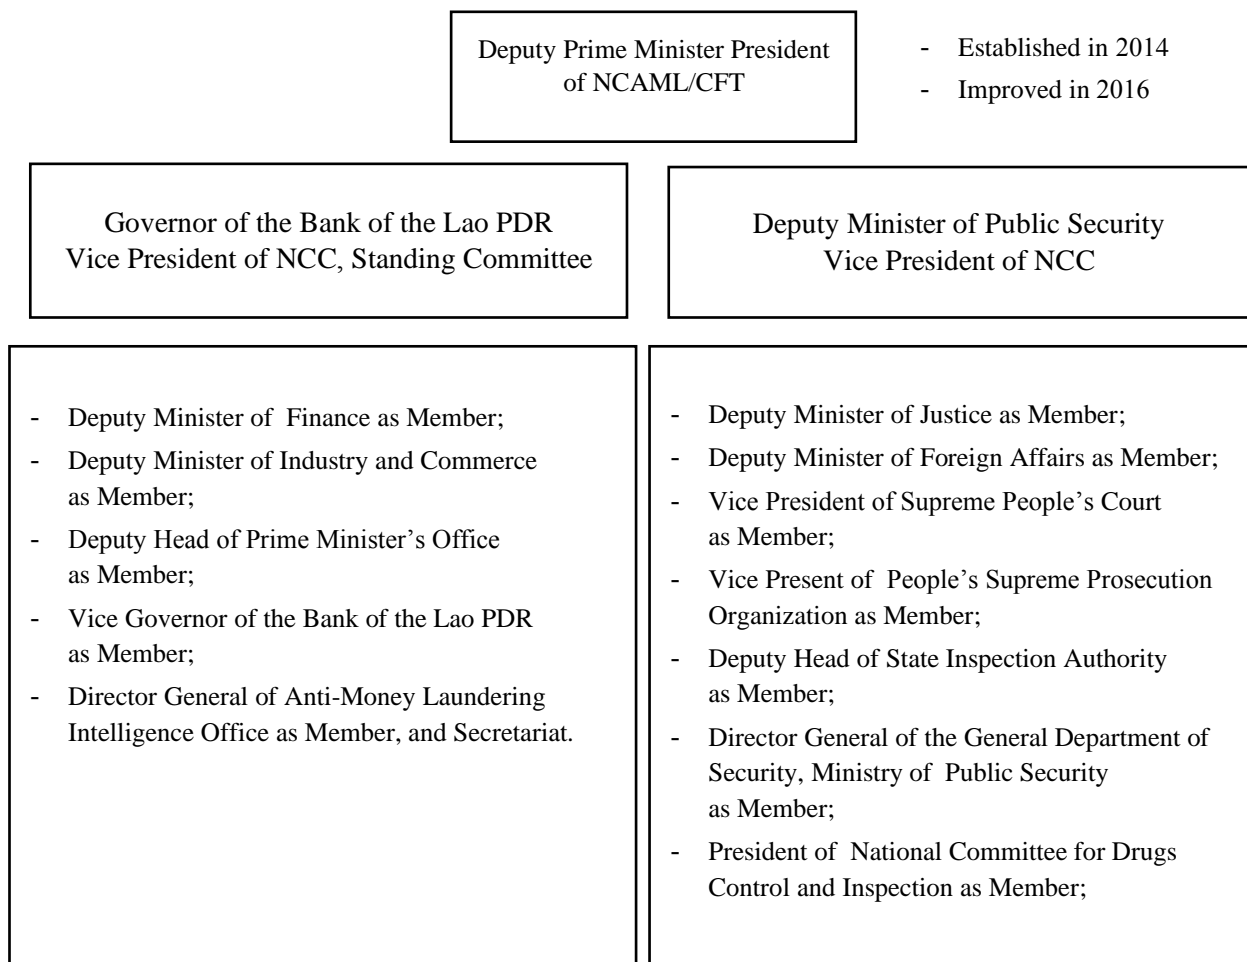 Deputy Prime Minister President
of NCAML/CFT
- Established in 2014
- Improved in 2016
Governor of the Bank of the Lao PDR
Vice President of NCC, Standing Committee
Deputy Minister of Public Security
Vice President of NCC
- Deputy Minister of Finance as Member;
- Deputy Minister of Industry and Commerce
as Member;
- Deputy Head of Prime Minister’s Office
as Member;
- Vice Governor of the Bank of the Lao PDR
as Member;
- Director General of Anti-Money Laundering
Intelligence Office as Member, and Secretariat.
- Deputy Minister of Justice as Member;
- Deputy Minister of Foreign Affairs as Member;
- Vice President of Supreme People’s Court
as Member;
- Vice Present of People’s Supreme Prosecution
Organization as Member;
- Deputy Head of State Inspection Authority
as Member;
- Director General of the General Department of
Security, Ministry of Public Security
as Member;
- President of National Committee for Drugs
Control and Inspection as Member;